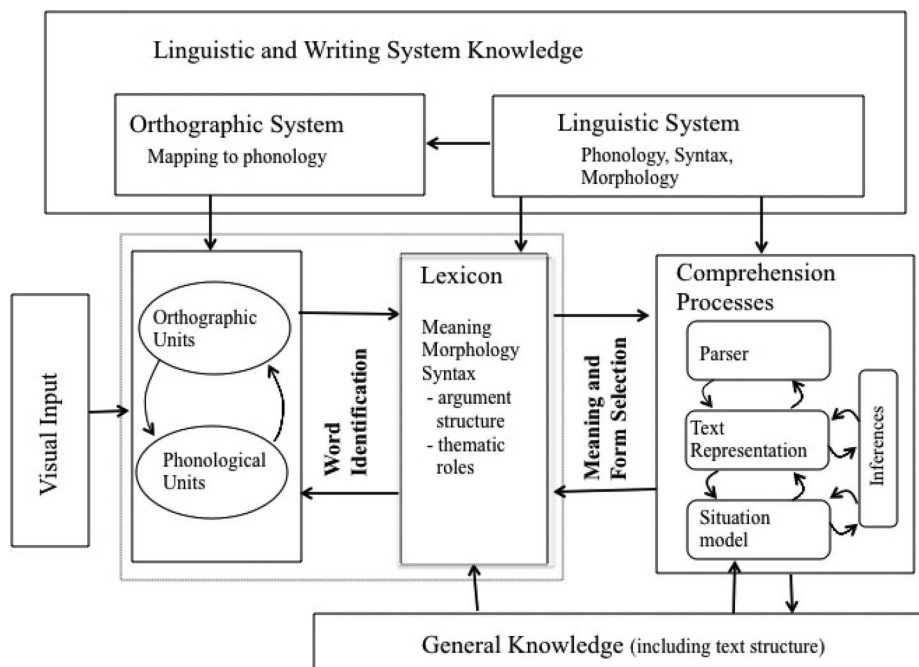 Linguistic and Writing System Knowledge
Orthographic System
Mapping to phonology
Linguistic System
Phonology, Syntax,
Morphology
Visual Input
Orthographic
Units
Phonological
Units
Word
Identification
Lexicon
Meaning
Morphology
Syntax
- argument
structure
- thematic
roles
Meaning and
Form Selection
Comprehension
Processes
Parser
Text
Representation
Situation
model
Inferences
General Knowledge (including text structure)